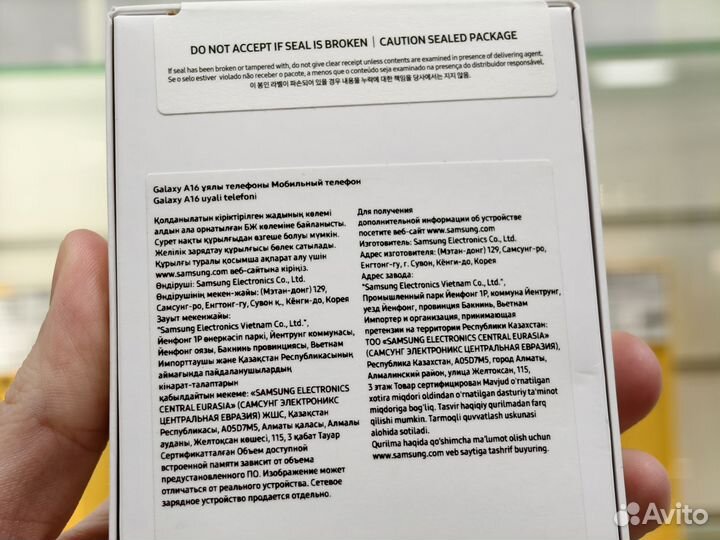 DO NOT ACCEPT IF SEAL IS BROKEN | CAUTION SEALED PACKAGE
If seal has been broken or tampered with, do not give clear receipt unless contents are examined in presence of delivering agent.
Se o selo estiver violado não receber o pacote, a menos que o conteúdo seja examinado na presença do distribuidor responsável.
이 봉인 라벨이 파손되어 있을 경우 내용물 누락에 대한 책임을 당사에서는 지지 않음.
Galaxy A16 ұялы телефоны Мобильный телефон
Galaxy A16 uyali telefoni
Қолданылатын кіріктірілген жадының көлемі
алдын ала орнатылған БЖ көлеміне байланысты.
Сурет нақты құрылғыдан өзгеше болуы мүмкін.
Желілік зарядтау құрылғысы бөлек сатылады.
Құрылғы туралы қосымша ақпарат алу үшін
www.samsung.com веб-сайтына кіріңіз.
Өндіруші: Samsung Electronics Co., Ltd.
Өндірушінің мекен-жайы: (Мэтан-донг) 129,
Самсунг-ро, Енгтонг-гу, Сувон қ., Кёнги-до, Корея
Зауыт мекенжайы:
"Samsung Electronics Vietnam Co., Ltd.",
Йенфонг 1Р өнеркәсіп паркі, Йентрунг коммунасы,
Йенфонг оязы, Бакнинь провинциясы, Вьетнам
Импорттаушы және Қазақстан Республикасының
аймағында пайдаланушылардың
кінәрат-талаптарын
қабылдайтын мекеме: «SAMSUNG ELECTRONICS
CENTRAL EURASIA» (САМСУНГ ЭЛЕКТРОНИКС
ЦЕНТРАЛЬНАЯ ЕВРАЗИЯ) ЖШС, Қазақстан
Республикасы, A05D7M5, Алматы қаласы, Алмалы
ауданы, Желтоқсан көшесі, 115, 3 қабат Тауар
Сертификатталған Объем доступной
встроенной памяти зависит от объема
предустановленного ПО. Изображение может
отличаться от реального устройства. Сетевое
зарядное устройство продается отдельно.
Для получения
дополнительной информации об устройстве
посетите веб-сайт www.samsung.com
Изготовитель: Samsung Electronics Co., Ltd.
Адрес изготовителя: (Мэтан-донг) 129, Самсунг-ро,
Енгтонг-гу, г. Сувон, Кёнги-до, Корея
Адрес завода:
"Samsung Electronics Vietnam Co., Ltd.",
Промышленный парк Йенфонг 1Р, коммуна Йентрунг,
уезд Йенфонг, провинция Бакнинь, Вьетнам
Импортер и организация, принимающая
претензии на территории Республики Казахстан:
ТОО «SAMSUNG ELECTRONICS CENTRAL EURASIA»
(САМСУНГ ЭЛЕКТРОНИКС ЦЕНТРАЛЬНАЯ ЕВРАЗИЯ),
Республика Казахстан, A05D7M5, город Алматы,
Алмалинский район, улица Желтоксан, 115,
3 этаж Товар сертифицирован Mavjud o'rnatilgan
xotira miqdori oldindan o'rnatilgan dasturiy ta'minot
miqdoriga bog'liq. Tasvir haqiqiy qurilmadan farq
qilishi mumkin. Tarmoqli quvvatlash uskunasi
alohida sotiladi.
Qurilma haqida qo'shimcha ma'lumot olish uchun
www.samsung.com veb saytiga tashrif buyuring.
Avito